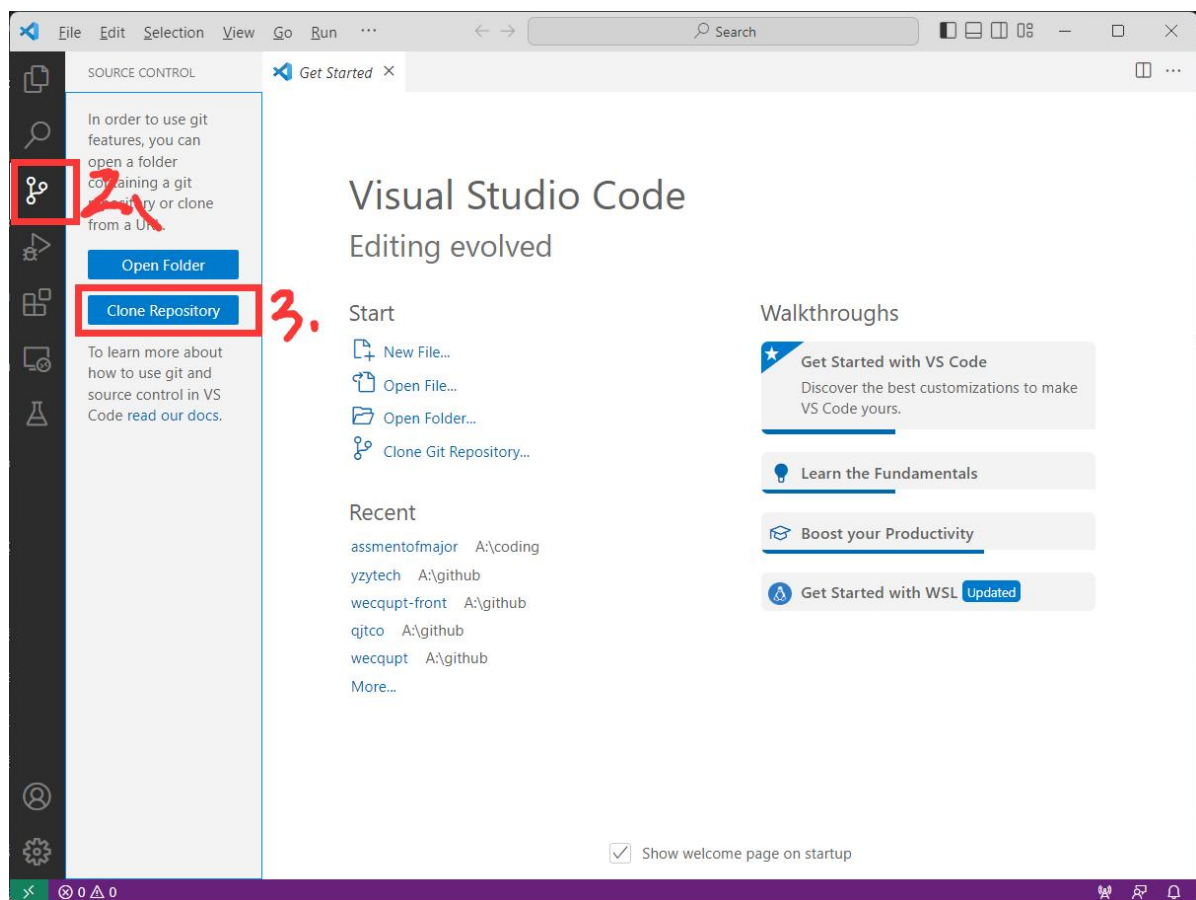 File Edit Selection View Go Run ···
Search
SOURCE CONTROL
Get Started
In order to use git
features, you can
open a folder
containing a git
repository or clone
from a URL.
Open Folder
Clone Repository
To learn more about
how to use git and
source control in VS
Code read our docs.
2、
3.
Visual Studio Code
Editing evolved
Start
New File...
Open File...
Open Folder...
Clone Git Repository...
Recent
assmentofmajor A:\coding
yzytech A:\github
wecqupt-front A:\github
qjtco A:\github
wecqupt A:\github
More...
Walkthroughs
Get Started with VS Code
Discover the best customizations to make
VS Code yours.
Learn the Fundamentals
Boost your Productivity
Get Started with WSL Updated
Show welcome page on startup
0 0